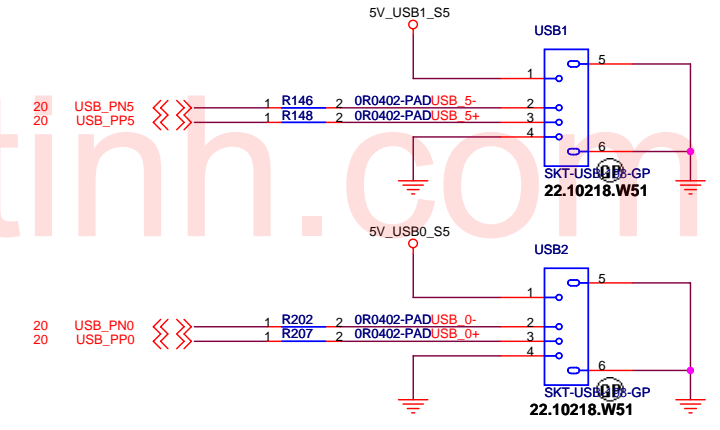 5V_USB1_S5
USB1
5
1
20 USB_PN5 1 R146 2 0R0402-PAD USB_5- 2
20 USB_PP5 1 R148 2 0R0402-PAD USB_5+ 3
4
6
GP
22.10218.W51
tinh.com
5V_USB0_S5
USB2
5
1
20 USB_PN0 1 R202 2 0R0402-PAD USB_0- 2
20 USB_PP0 1 R207 2 0R0402-PAD USB_0+ 3
4
6
GP
22.10218.W51